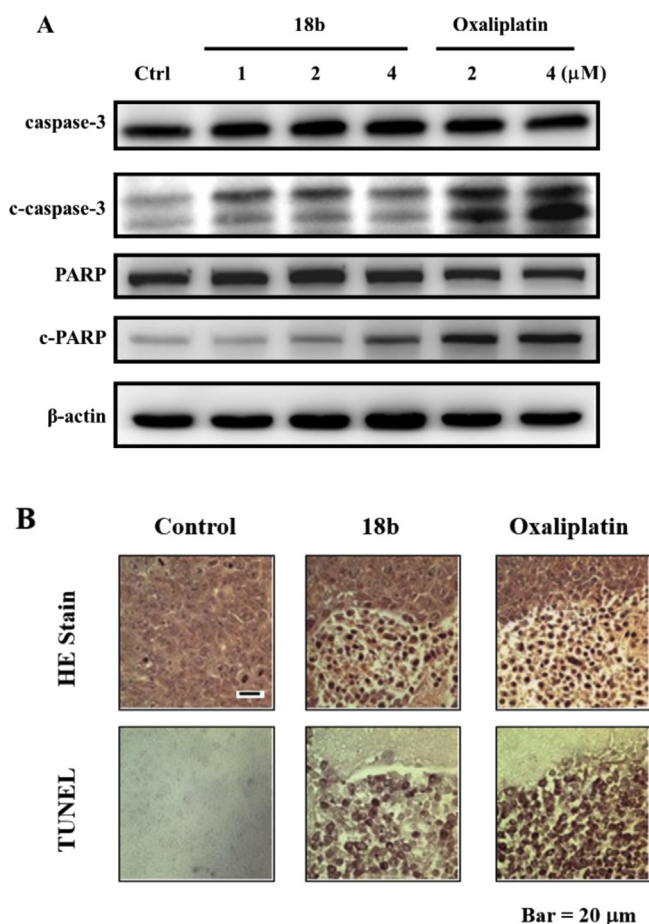 A
18b
Oxaliplatin
Ctrl 1 2 4 2 4 (μM)
caspase-3
c-caspase-3
PARP
c-PARP
β-actin
B
Control 18b Oxaliplatin
HE Stain
TUNEL
Bar = 20 μm